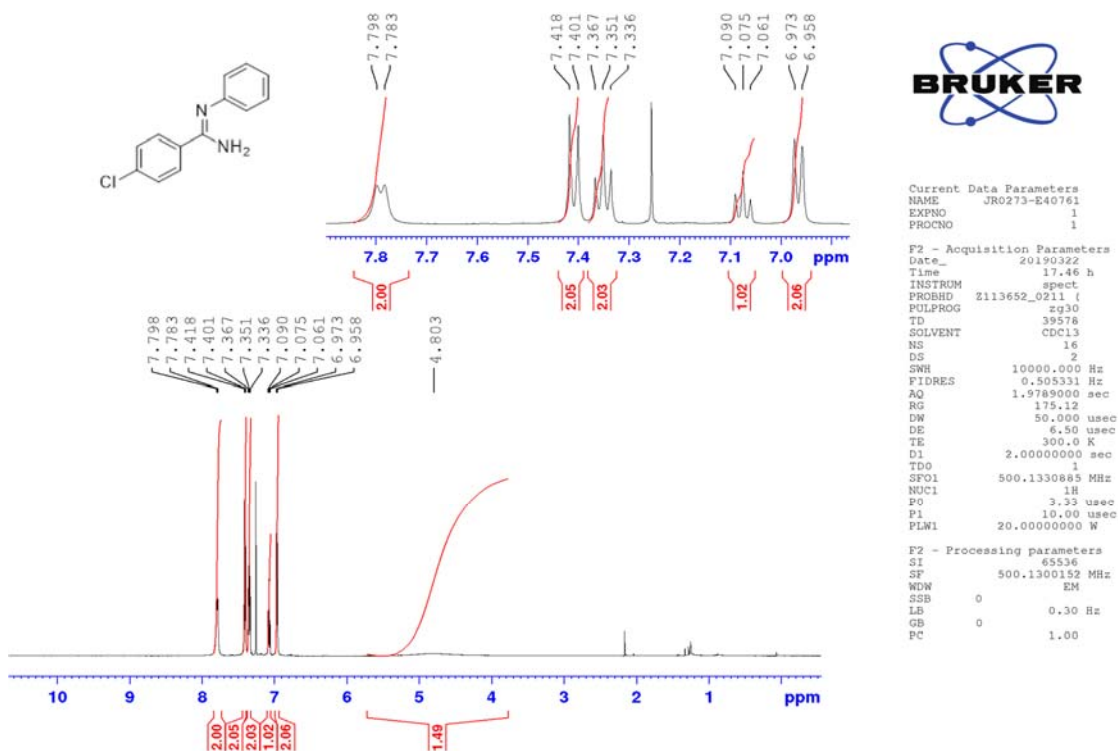 7.798
7.783
7.418
7.401
7.367
7.351
7.336
7.090
7.075
7.061
6.973
6.958
N
NH2
Cl
7.8 7.7 7.6 7.5 7.4 7.3 7.2 7.1 7.0 ppm
2.00
2.05
2.03
1.02
2.06
7.798
7.783
7.418
7.401
7.367
7.351
7.336
7.090
7.075
7.061
6.973
6.958
4.803
10 9 8 7 6 5 4 3 2 1 ppm
2.00
2.05
2.03
1.02
2.06
1.49
BRUKER
Current Data Parameters
NAME JR0273-E40761
EXPNO 1
PROCNO 1
F2 - Acquisition Parameters
Date_ 20190322
Time 17.46 h
INSTRUM spect
PROBHD Z113652_0211 (
PULPROG zg30
TD 39578
SOLVENT CDCl3
NS 16
DS 2
SWH 10000.000 Hz
FIDRES 0.505331 Hz
AQ 1.9789000 sec
RG 175.12
DW 50.000 usec
DE 6.50 usec
TE 300.0 K
D1 2.00000000 sec
TD0 1
SFO1 500.1330885 MHz
NUC1 1H
P0 3.33 usec
P1 10.00 usec
PLW1 20.00000000 W
F2 - Processing parameters
SI 65536
SF 500.1300152 MHz
WDW EM
SSB 0
LB 0.30 Hz
GB 0
PC 1.00